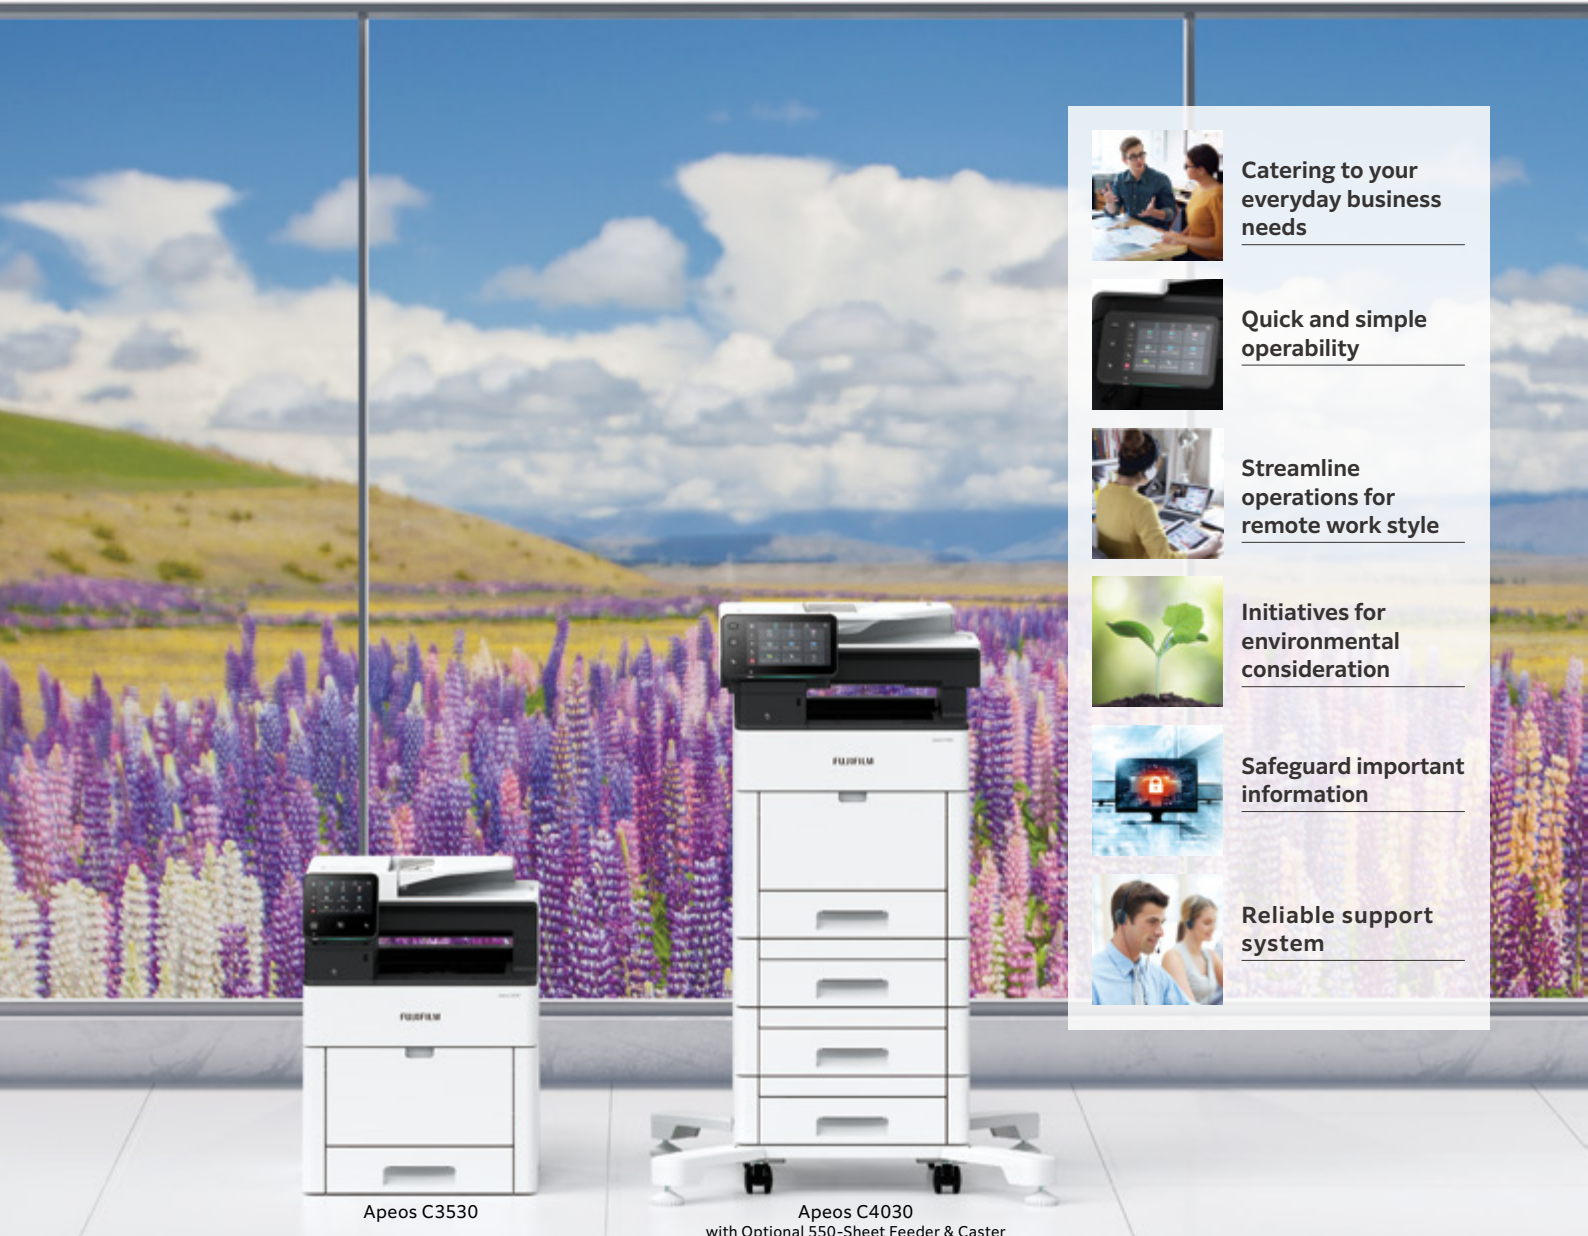 Catering to your
everyday business
needs
Quick and simple
operability
Streamline
operations for
remote work style
Initiatives for
environmental
consideration
Safeguard important
information
Reliable support
system
FUJIFILM
FUJIFILM
Apeos C3530
Apeos C4030
with Optional 550-Sheet Feeder & Caster